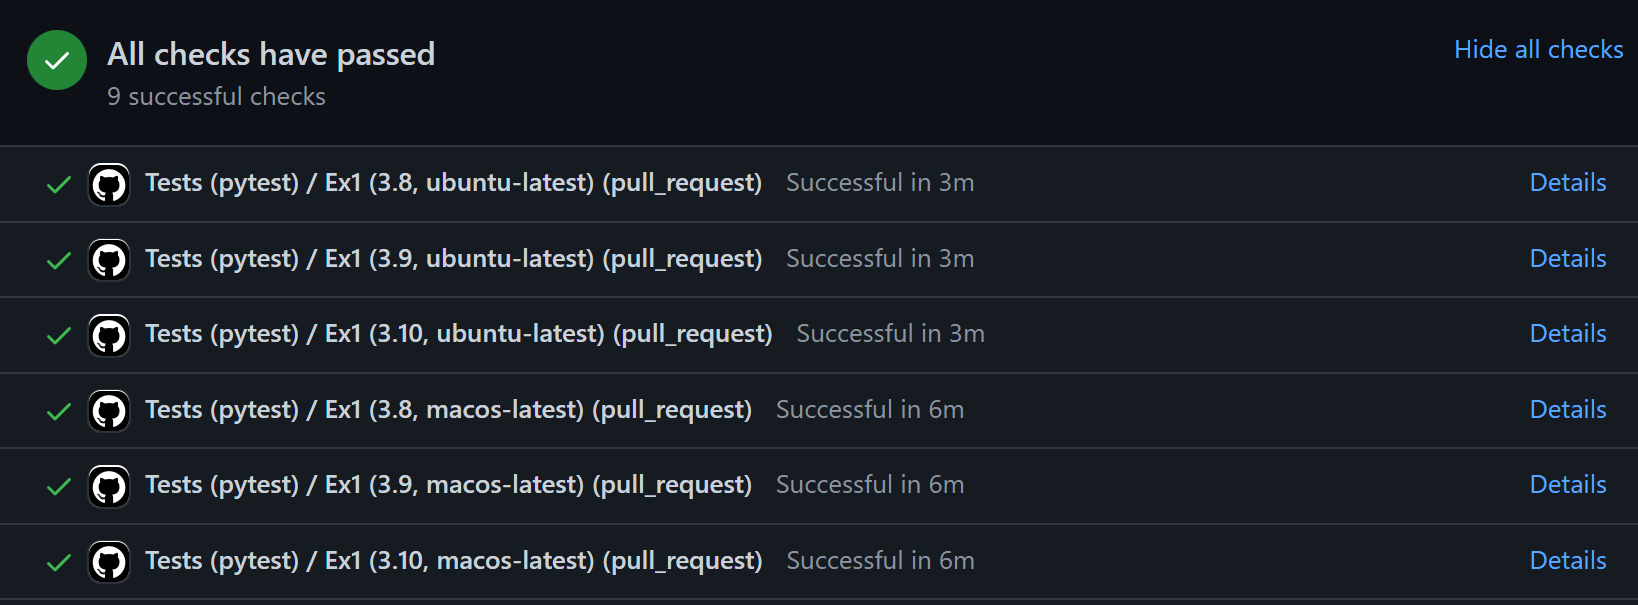 All checks have passed
Hide all checks
9 successful checks
Tests (pytest) / Ex1 (3.8, ubuntu-latest) (pull_request) Successful in 3m Details
Tests (pytest) / Ex1 (3.9, ubuntu-latest) (pull_request) Successful in 3m Details
Tests (pytest) / Ex1 (3.10, ubuntu-latest) (pull_request) Successful in 3m Details
Tests (pytest) / Ex1 (3.8, macos-latest) (pull_request) Successful in 6m Details
Tests (pytest) / Ex1 (3.9, macos-latest) (pull_request) Successful in 6m Details
Tests (pytest) / Ex1 (3.10, macos-latest) (pull_request) Successful in 6m Details